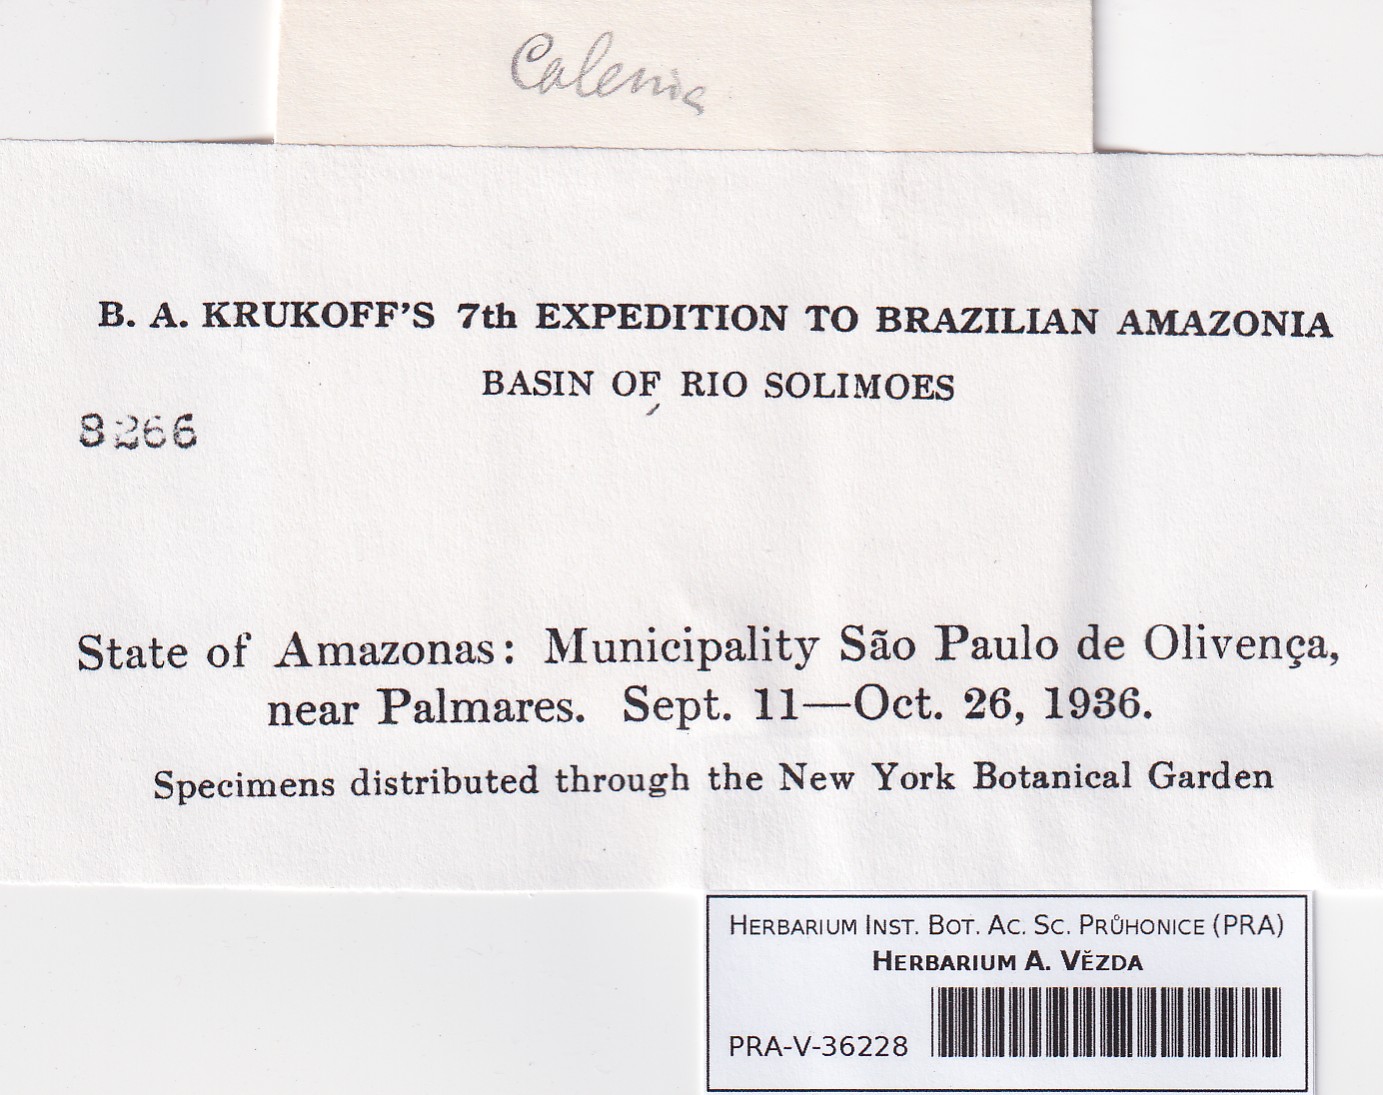 Calenia
B. A. KRUKOFF'S 7th EXPEDITION TO BRAZILIAN AMAZONIA
BASIN OF RIO SOLIMOES
8266
State of Amazonas: Municipality São Paulo de Olivença,
near Palmares. Sept. 11—Oct. 26, 1936.
Specimens distributed through the New York Botanical Garden
HERBARIUM INST. BOT. AC. SC. PRŮHONICE (PRA)
HERBARIUM A. VĚZDA
PRA-V-36228